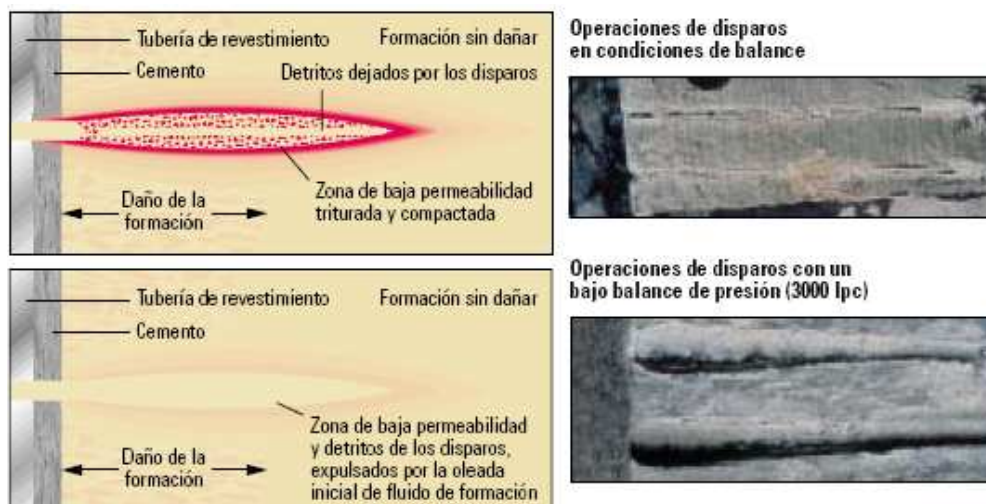 Tubería de revestimiento
Formación sin dañar
Cemento
Detritos dejados por los disparos
Zona de baja permeabilidad
triturada y compactada
Daño de la
formación
Operaciones de disparos
en condiciones de balance
Tubería de revestimiento
Formación sin dañar
Cemento
Zona de baja permeabilidad
y detritos de los disparos,
expulsados por la oleada
inicial de fluido de formación
Daño de la
formación
Operaciones de disparos con un
bajo balance de presión (3000 lpc)